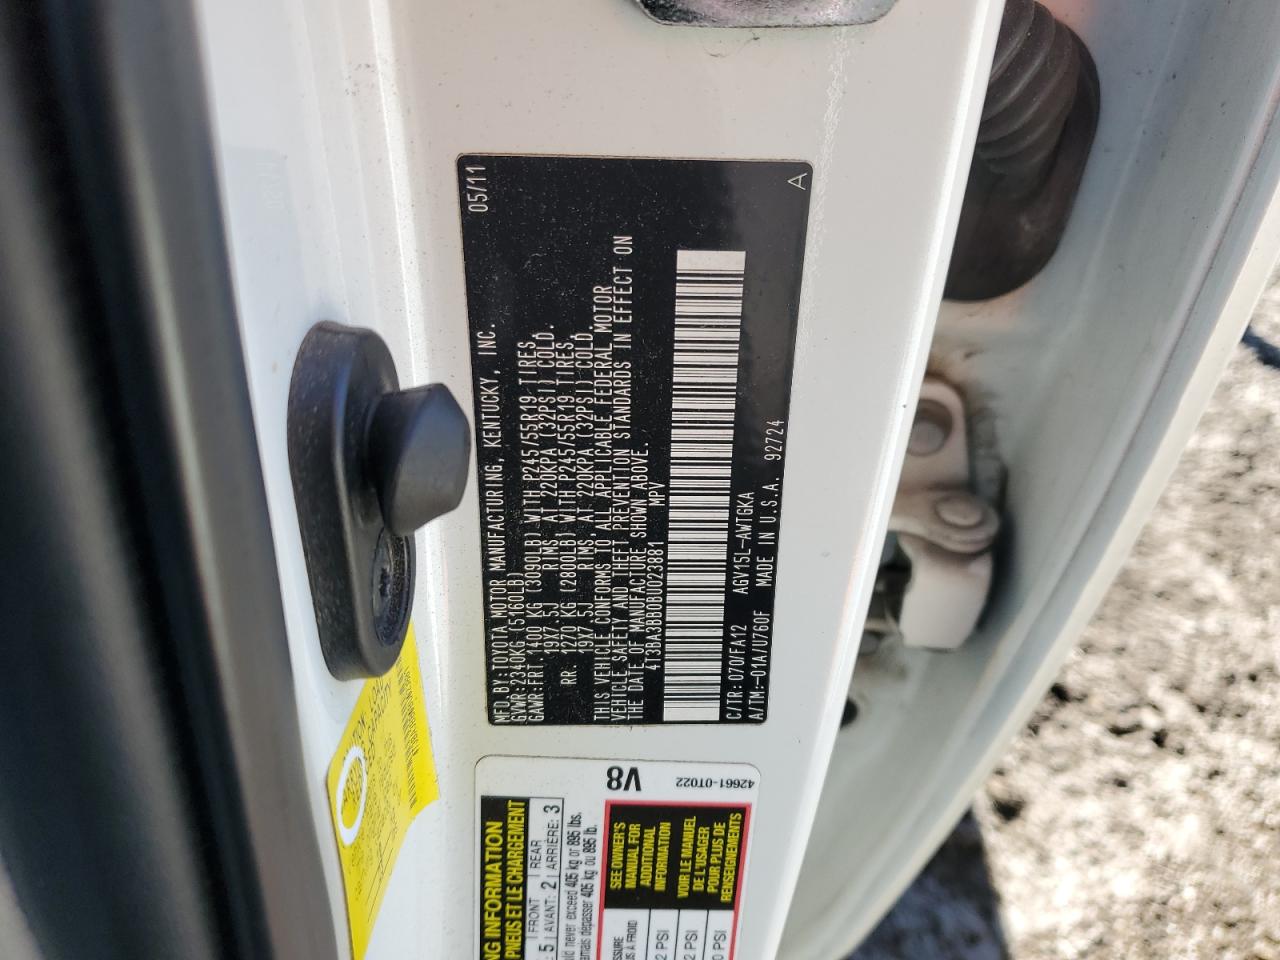 MFD. BY: TOYOTA MOTOR MANUFACTURING, KENTUCKY, INC. 05/11
GVWR: 2340KG (5160LB)
GAWR: FRT. 1400 KG (3090LB) WITH P245/55R19 TIRES,
19X7.5J RIMS, AT 220KPA (32PSI) COLD.
RR. 1270 KG (2800LB) WITH P245/55R19 TIRES,
19X7.5J RIMS, AT 220KPA (32PSI) COLD.
THIS VEHICLE CONFORMS TO ALL APPLICABLE FEDERAL MOTOR
VEHICLE SAFETY AND THEFT PREVENTION STANDARDS IN EFFECT ON
THE DATE OF MANUFACTURE SHOWN ABOVE.
4T3BA3BB0BU023881 MPV
C/TR: 070/FA12 AGV15L-AWTGKA
A/TM:-01A/U760F MADE IN U.S.A. 92724
A
V8
42661-0T022
INFORMATION
PNEUS ET LE CHARGEMENT
5 FRONT 2 REAR 3
AVANT: ARRIÈRE:
never exceed 405 kg or 895 lbs.
dépasser 405 kg ou 895 lb.
SEE OWNER'S
MANUAL FOR
ADDITIONAL
INFORMATION
VOIR LE MANUEL
DE L'USAGER
POUR PLUS DE
RENSEIGNEMENTS
À FROID
PSI
PSI
PSI